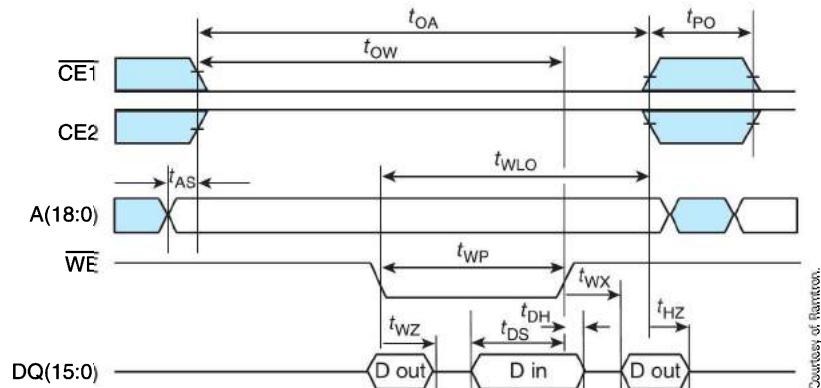 tOA
tPO
tOW
CE1
CE2
tWLO
tAS
A(18:0)
tWP
WE
tWX
tDH
tHZ
tWZ
tDS
DQ(15:0)
D out
D in
D out
Courtesy of Ramtron.